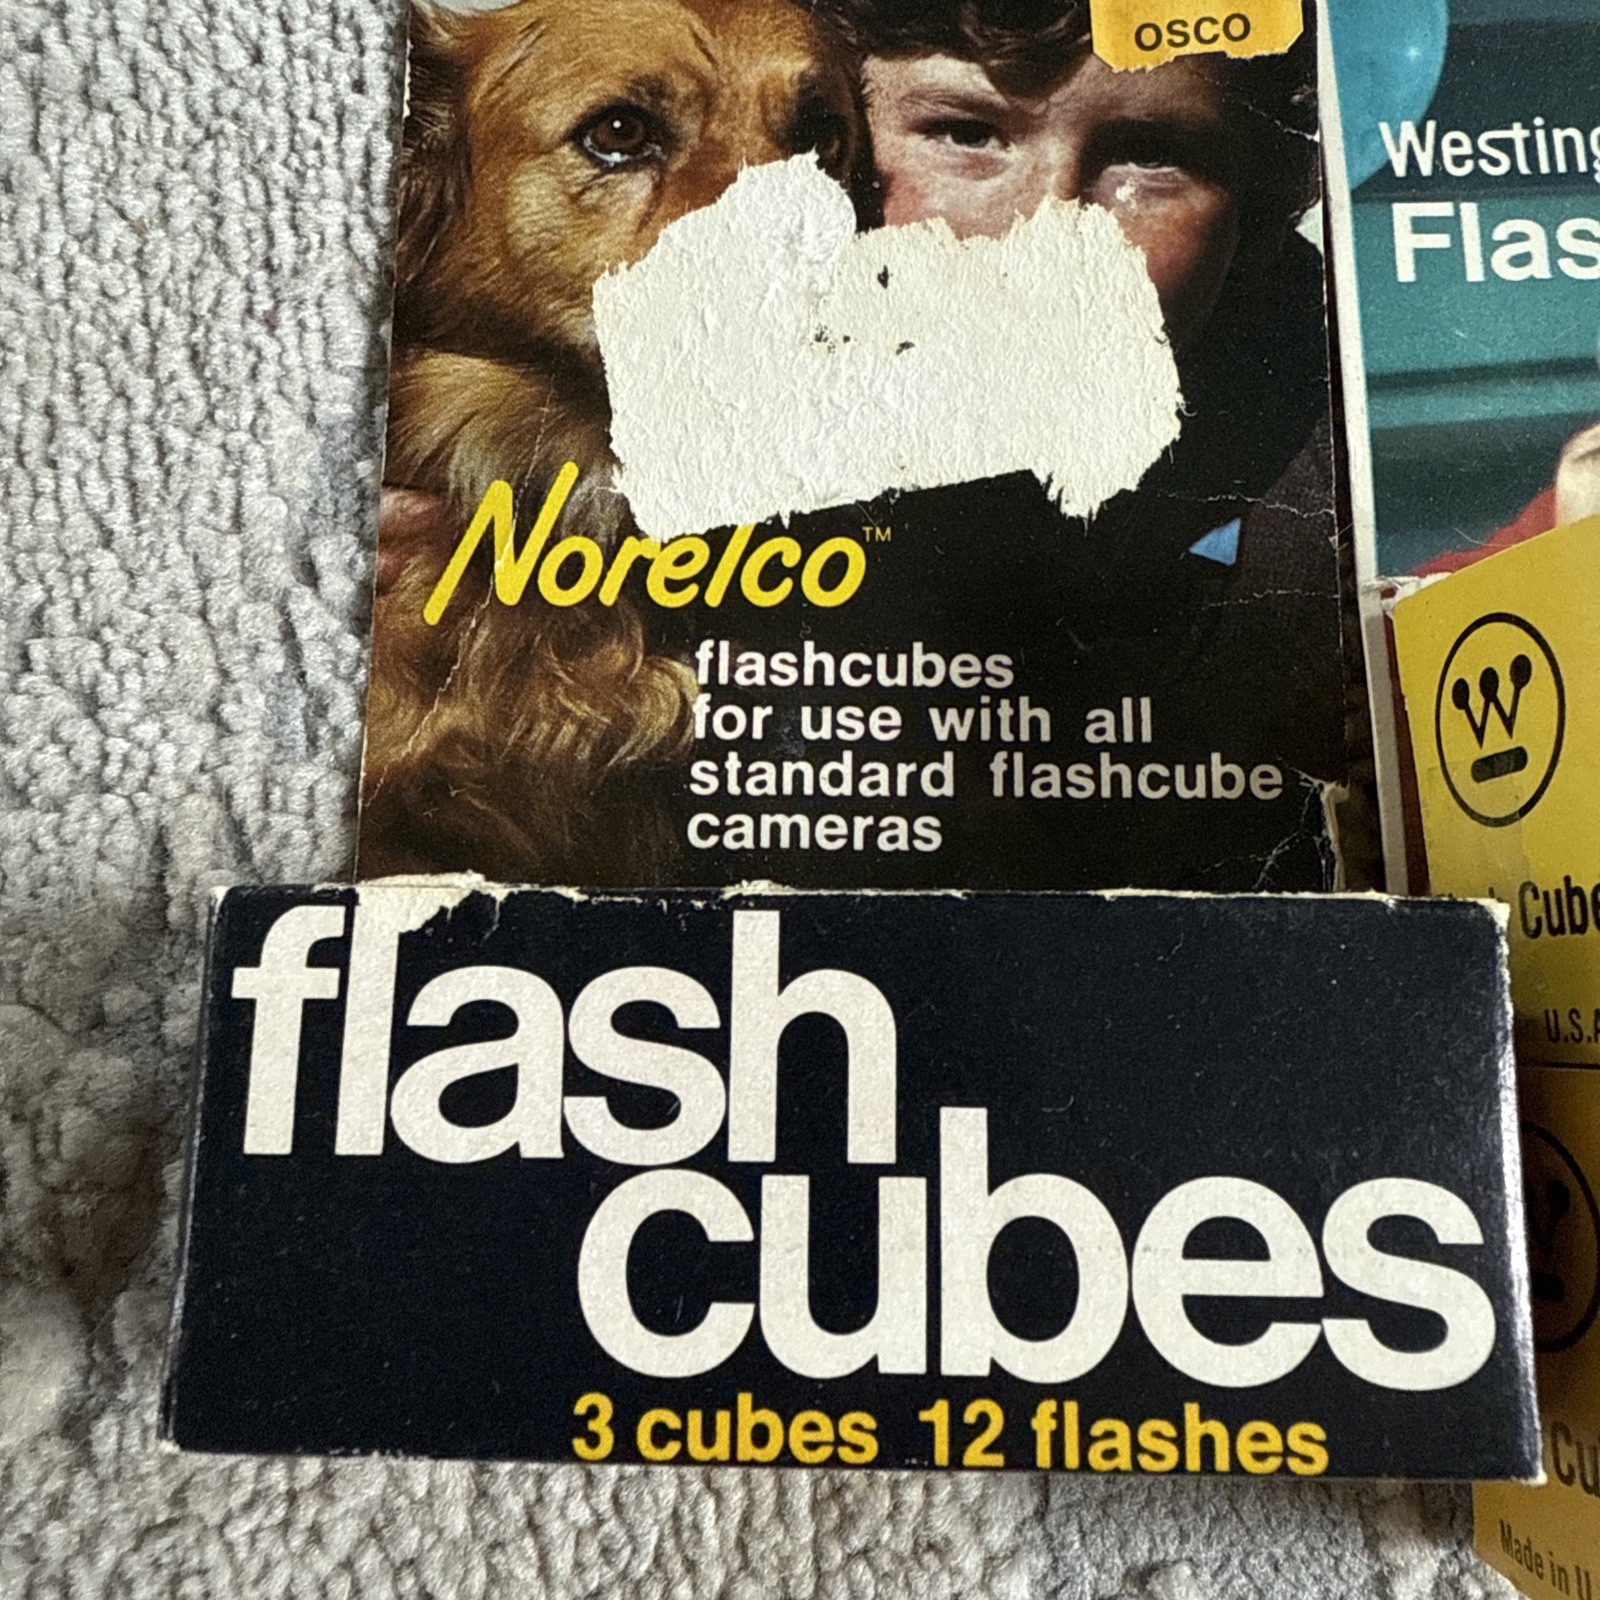 OSCO
Norelco™
flashcubes
for use with all
standard flashcube
cameras
flash
cubes
3 cubes 12 flashes
Westing
Flas
Cube
U.S.A
Cu
Made in U